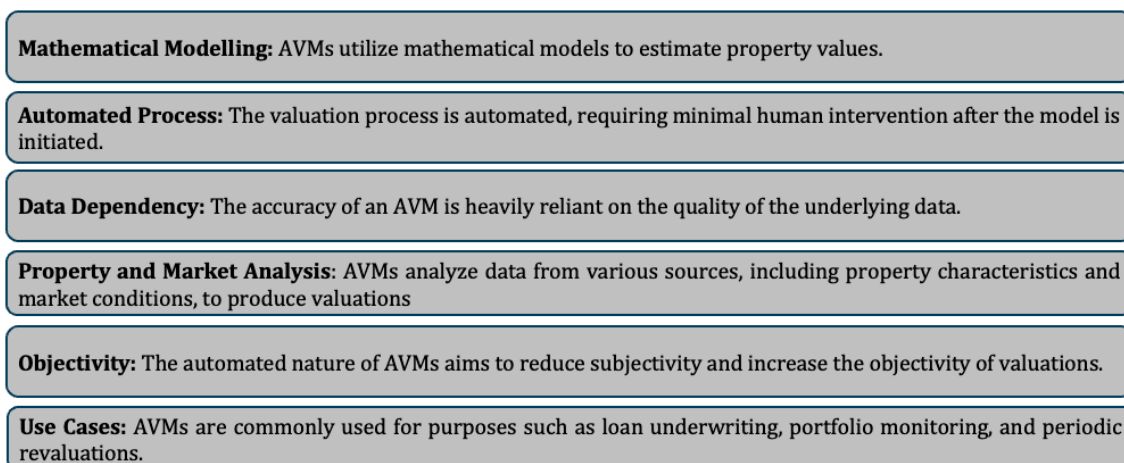 Mathematical Modelling: AVMs utilize mathematical models to estimate property values.
Automated Process: The valuation process is automated, requiring minimal human intervention after the model is
initiated.
Data Dependency: The accuracy of an AVM is heavily reliant on the quality of the underlying data.
Property and Market Analysis: AVMs analyze data from various sources, including property characteristics and
market conditions, to produce valuations
Objectivity: The automated nature of AVMs aims to reduce subjectivity and increase the objectivity of valuations.
Use Cases: AVMs are commonly used for purposes such as loan underwriting, portfolio monitoring, and periodic
revaluations.